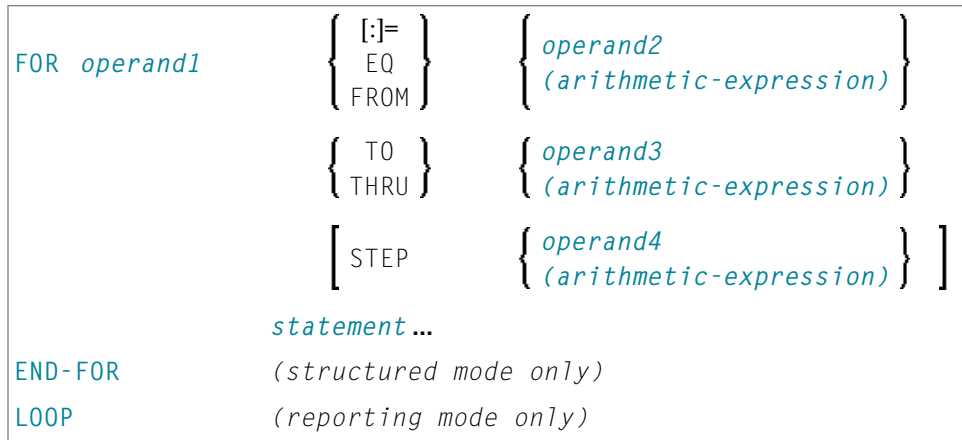 [:]=
FOR operand1 EQ operand2
FROM (arithmetic-expression)
TO operand3
THRU (arithmetic-expression)
STEP operand4
(arithmetic-expression)
statement ...
END-FOR (structured mode only)
LOOP (reporting mode only)